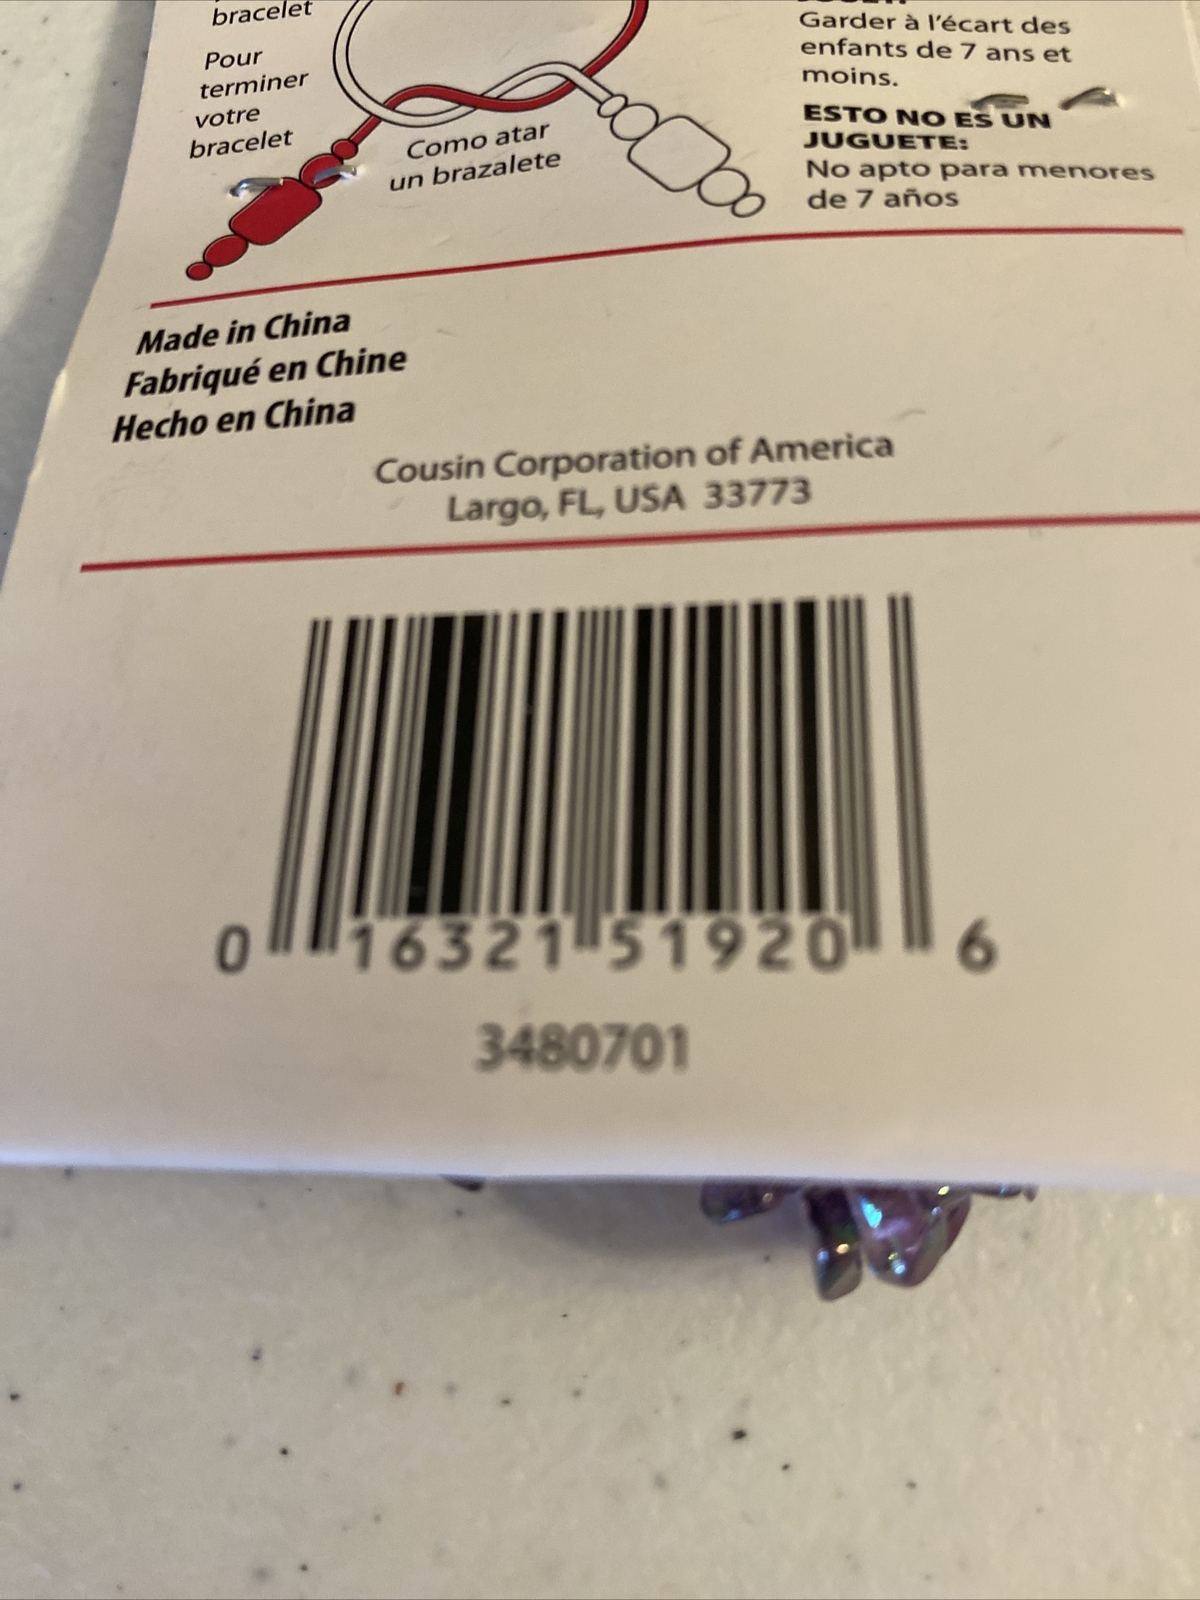 bracelet
Pour
terminer
votre
bracelet
Como atar
un brazalete
Garder à l'écart des
enfants de 7 ans et
moins.
ESTO NO ES UN
JUGUETE:
No apto para menores
de 7 años
Made in China
Fabriqué en Chine
Hecho en China
Cousin Corporation of America
Largo, FL, USA 33773
0 16321 51920 6
3480701